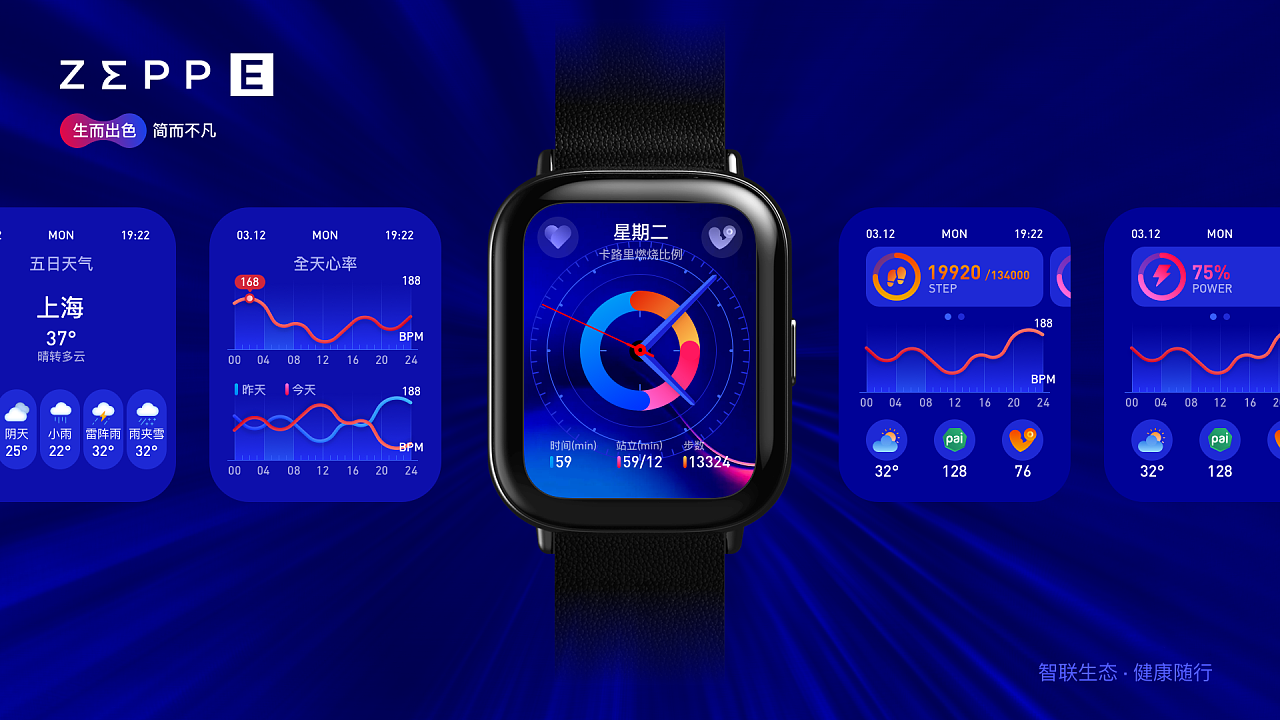 ZΣPP E
生而出色 简而不凡
MON 19:22
五日天气
上海
37°
晴转多云
阴天 小雨 雷阵雨 雨夹雪
25° 22° 32° 32°
03.12 MON 19:22
全天心率
168 188
BPM
00 04 08 12 16 20 24
昨天 今天 188
BPM
00 04 08 12 16 20 24
星期二
卡路里燃烧比例
时间(min) 站立(min) 步数
59 59/12 13324
03.12 MON 19:22
19920 /134000
STEP
188
BPM
00 04 08 12 16 20 24
pai
32° 128 76
03.12 MON
75%
POWER
00 04 08 12 16 20
pai
32° 128
智联生态 · 健康随行